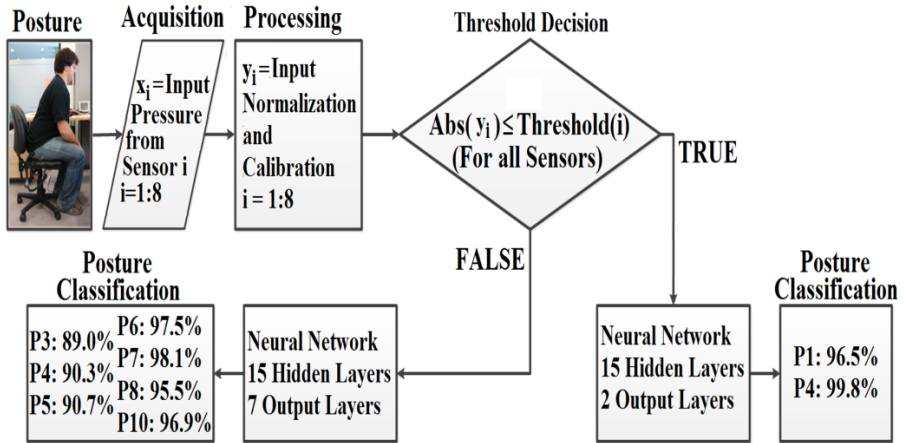 Posture
Acquisition
x_i=Input
Pressure
from
Sensor i
i=1:8
Processing
y_i=Input
Normalization
and
Calibration
i = 1:8
Threshold Decision
Abs( y_i )≤Threshold(i)
(For all Sensors)
TRUE
FALSE
Posture
Classification
P3: 89.0%
P4: 90.3%
P5: 90.7%
P6: 97.5%
P7: 98.1%
P8: 95.5%
P10: 96.9%
Neural Network
15 Hidden Layers
7 Output Layers
Neural Network
15 Hidden Layers
2 Output Layers
Posture
Classification
P1: 96.5%
P4: 99.8%